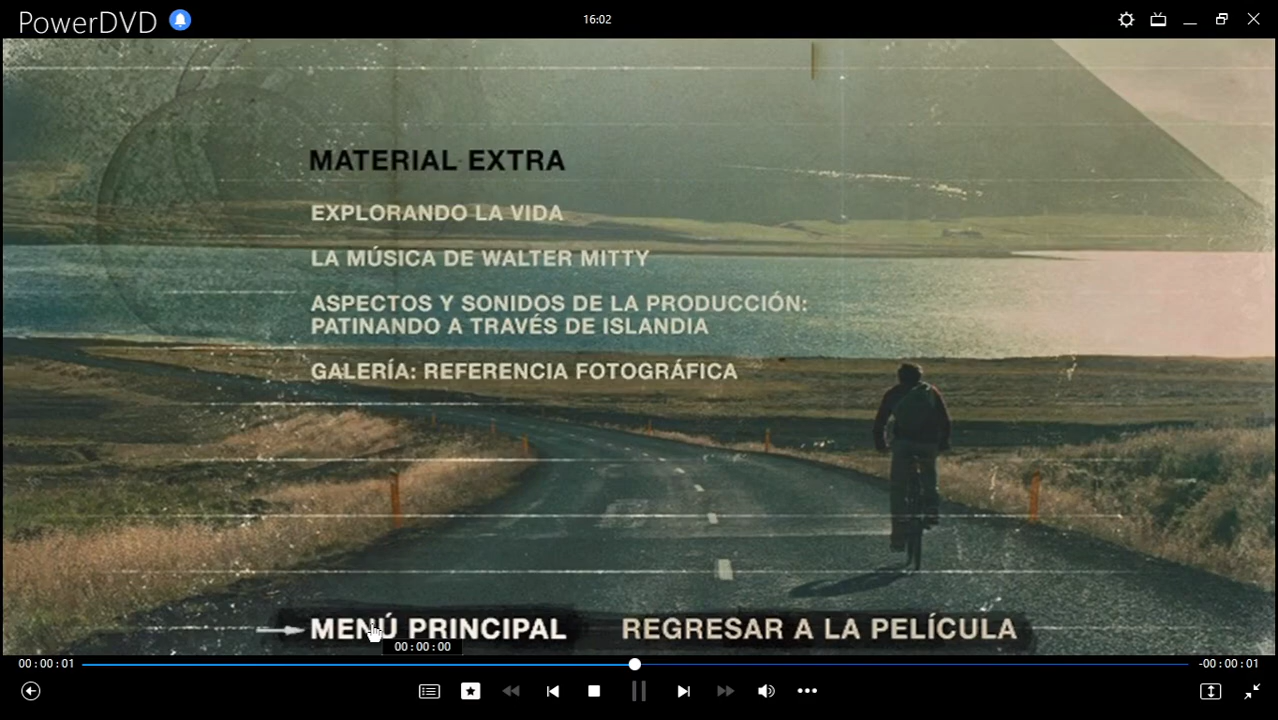 PowerDVD
16:02
MATERIAL EXTRA
EXPLORANDO LA VIDA
LA MÚSICA DE WALTER MITTY
ASPECTOS Y SONIDOS DE LA PRODUCCIÓN:
PATINANDO A TRAVÉS DE ISLANDIA
GALERÍA: REFERENCIA FOTOGRÁFICA
MENÚ PRINCIPAL REGRESAR A LA PELÍCULA
00:00:00
00:00:01 -00:00:01